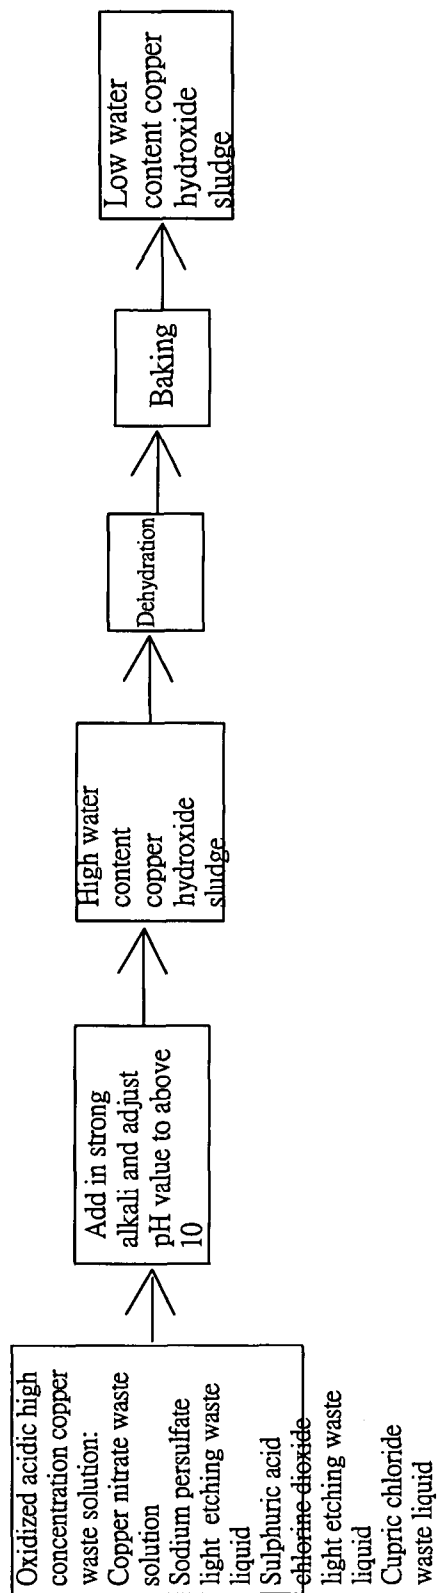 Oxidized acidic high
concentration copper
waste solution:
Copper nitrate waste
solution
Sodium persulfate
light etching waste
liquid
Sulphuric acid
chlorine dioxide
light etching waste
liquid
Cupric chloride
waste liquid
Add in strong
alkali and adjust
pH value to above
10
High water
content
copper
hydroxide
sludge
Dehydration
Baking
Low water
content copper
hydroxide
sludge